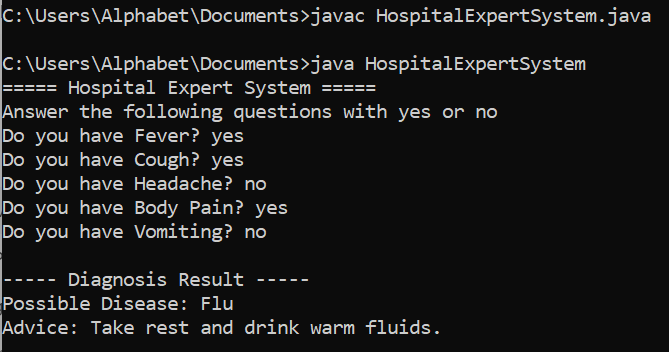 C:\Users\Alphabet\Documents>javac HospitalExpertSystem.java
C:\Users\Alphabet\Documents>java HospitalExpertSystem
===== Hospital Expert System =====
Answer the following questions with yes or no
Do you have Fever? yes
Do you have Cough? yes
Do you have Headache? no
Do you have Body Pain? yes
Do you have Vomiting? no
----- Diagnosis Result -----
Possible Disease: Flu
Advice: Take rest and drink warm fluids.